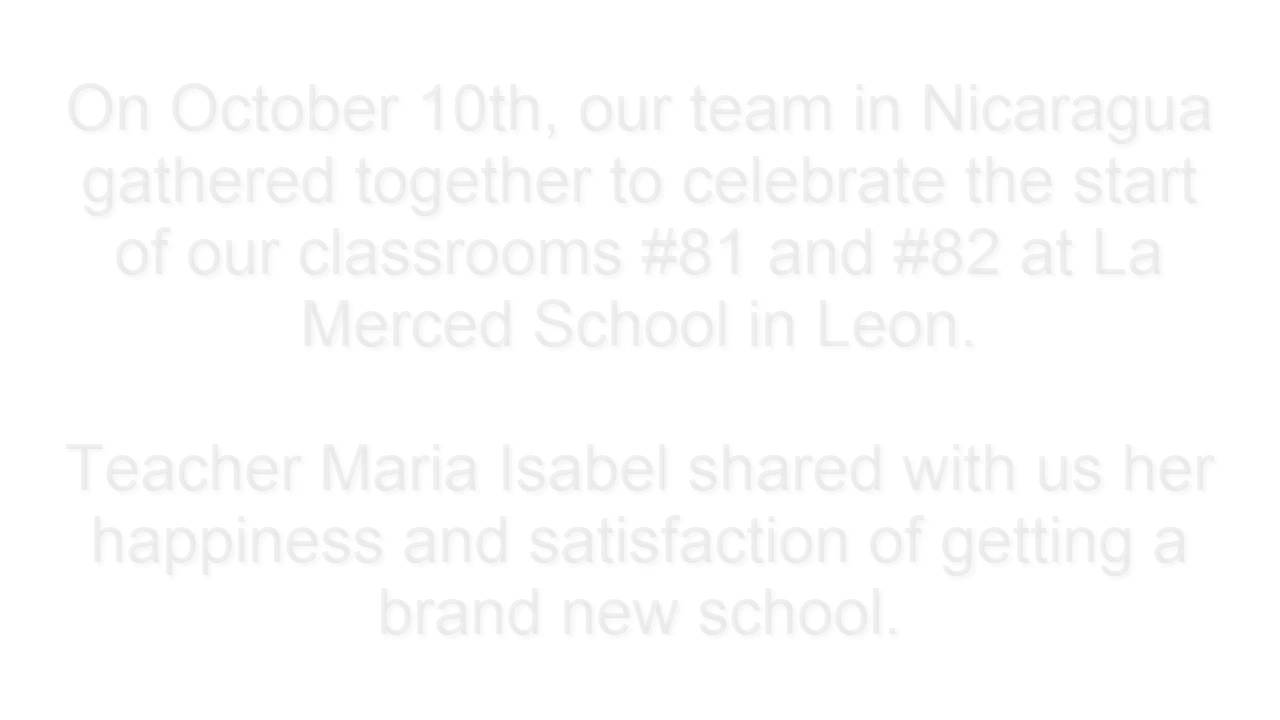 On October 10th, our team in Nicaragua
gathered together to celebrate the start
of our classrooms #81 and #82 at La
Merced School in Leon.
Teacher Maria Isabel shared with us her
happiness and satisfaction of getting a
brand new school.